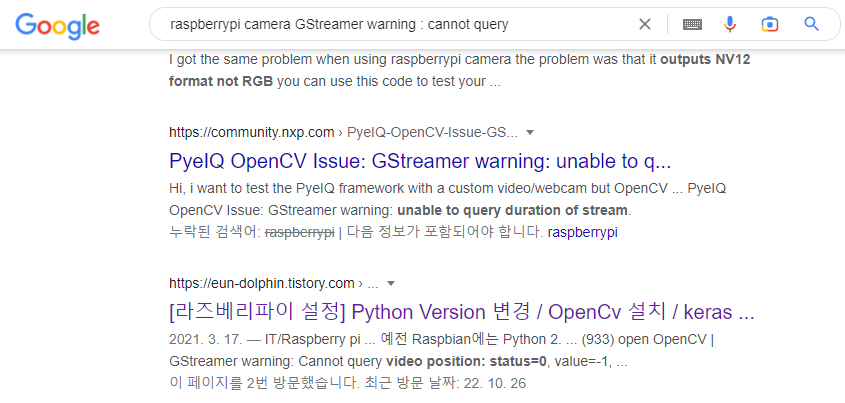 Google
raspberrypi camera GStreamer warning : cannot query
I got the same problem when using raspberrypi camera the problem was that it outputs NV12
format not RGB you can use this code to test your ...
https://community.nxp.com › PyeIQ-OpenCV-Issue-GS...
PyeIQ OpenCV Issue: GStreamer warning: unable to q...
Hi, i want to test the PyeIQ framework with a custom video/webcam but OpenCV ... PyeIQ
OpenCV Issue: GStreamer warning: unable to query duration of stream.
누락된 검색어: raspberrypi | 다음 정보가 포함되어야 합니다. raspberrypi
https://eun-dolphin.tistory.com › ...
[라즈베리파이 설정] Python Version 변경 / OpenCv 설치 / keras ...
2021. 3. 17. — IT/Raspberry pi ... 예전 Raspbian에는 Python 2. ... (933) open OpenCV |
GStreamer warning: Cannot query video position: status=0, value=-1, ...
이 페이지를 2번 방문했습니다. 최근 방문 날짜: 22. 10. 26